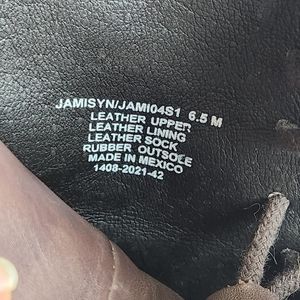 JAMISYN/JAMI04S1 6.5 M
LEATHER UPPER
LEATHER LINING
LEATHER SOCK
RUBBER OUTSOLE
MADE IN MEXICO
1408-2021-42